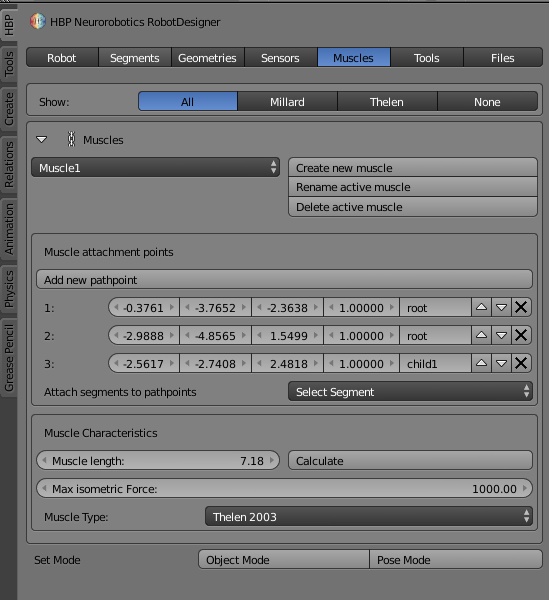 HBP Neurorobotics RobotDesigner
HBP
Tools
Create
Relations
Animation
Physics
Grease Pencil
Robot Segments Geometries Sensors Muscles Tools Files
Show: All Millard Thelen None
Muscles
Muscle1
Create new muscle
Rename active muscle
Delete active muscle
Muscle attachment points
Add new pathpoint
1: -0.3761 -3.7652 -2.3638 1.00000 root
2: -2.9888 -4.8565 1.5499 1.00000 root
3: -2.5617 -2.7408 2.4818 1.00000 child1
Attach segments to pathpoints Select Segment
Muscle Characteristics
Muscle length: 7.18 Calculate
Max isometric Force: 1000.00
Muscle Type: Thelen 2003
Set Mode Object Mode Pose Mode